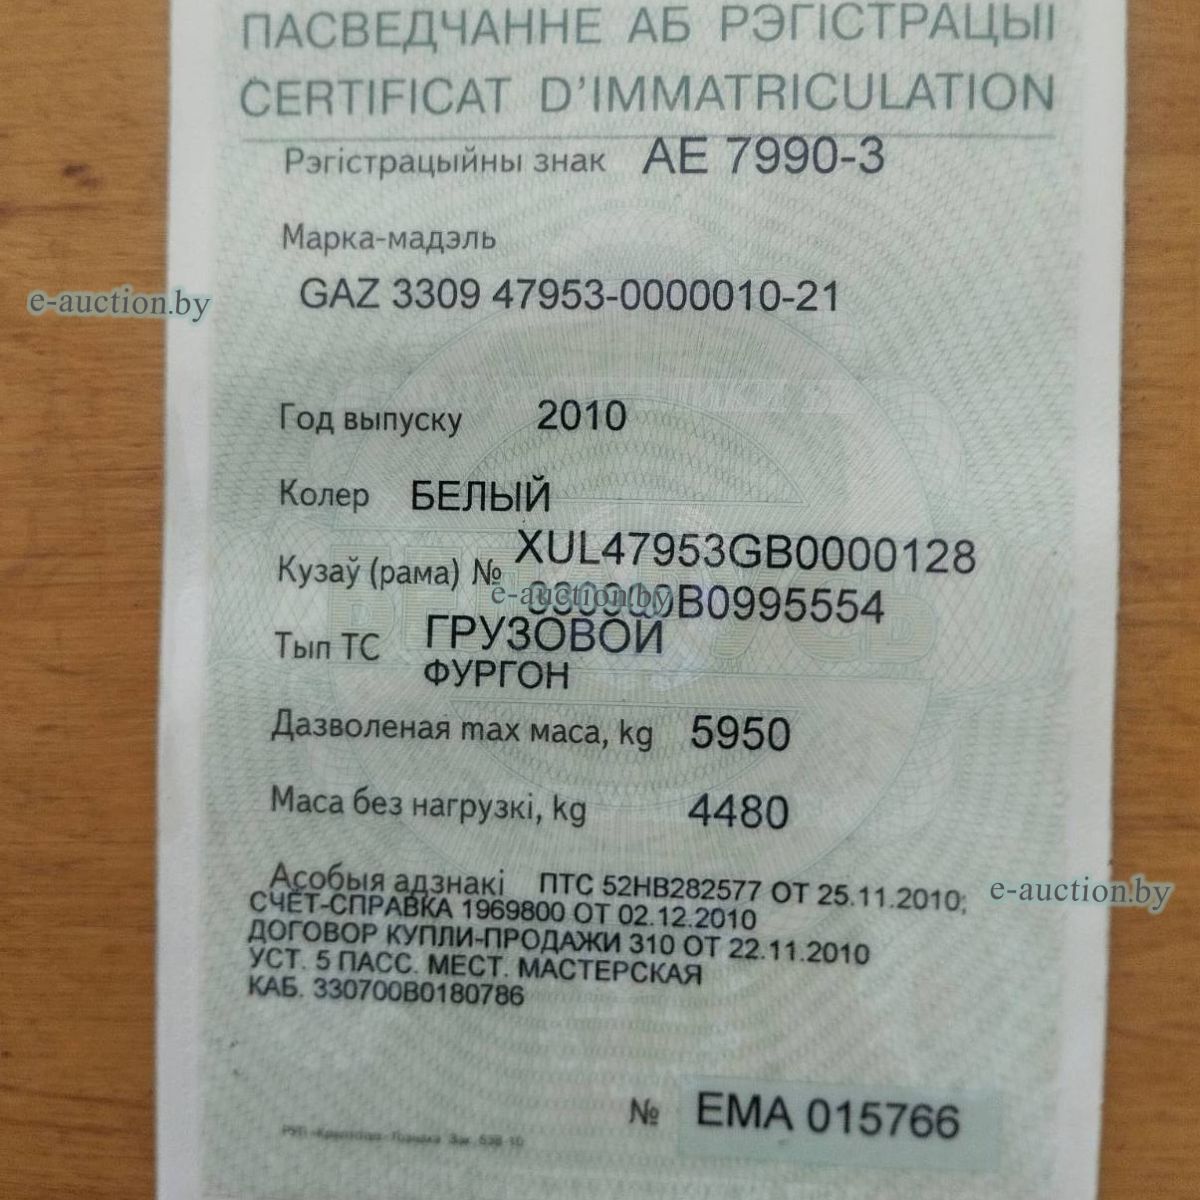 ПАСВЕДЧАННЕ АБ РЭГІСТРАЦЫІ
CERTIFICAT D'IMMATRICULATION
Рэгістрацыйны знак AE 7990-3
Марка-мадэль
GAZ 3309 47953-0000010-21
e-auction.by
Год выпуску 2010
Колер БЕЛЫЙ
Кузаў (рама) № XUL47953GB0000128
e-auction.by
Тып ТС ГРУЗОВОЙ
ФУРГОН
Дазволеная max маса, kg 5950
Маса без нагрузкі, kg 4480
Асобыя адзнакі ПТС 52НВ282577 ОТ 25.11.2010;
e-auction.by
СЧЁТ-СПРАВКА 1969800 ОТ 02.12.2010
ДОГОВОР КУПЛИ-ПРОДАЖИ 310 ОТ 22.11.2010
УСТ. 5 ПАСС. МЕСТ. МАСТЕРСКАЯ
КАБ. 330700В0180786
№ EMA 015766